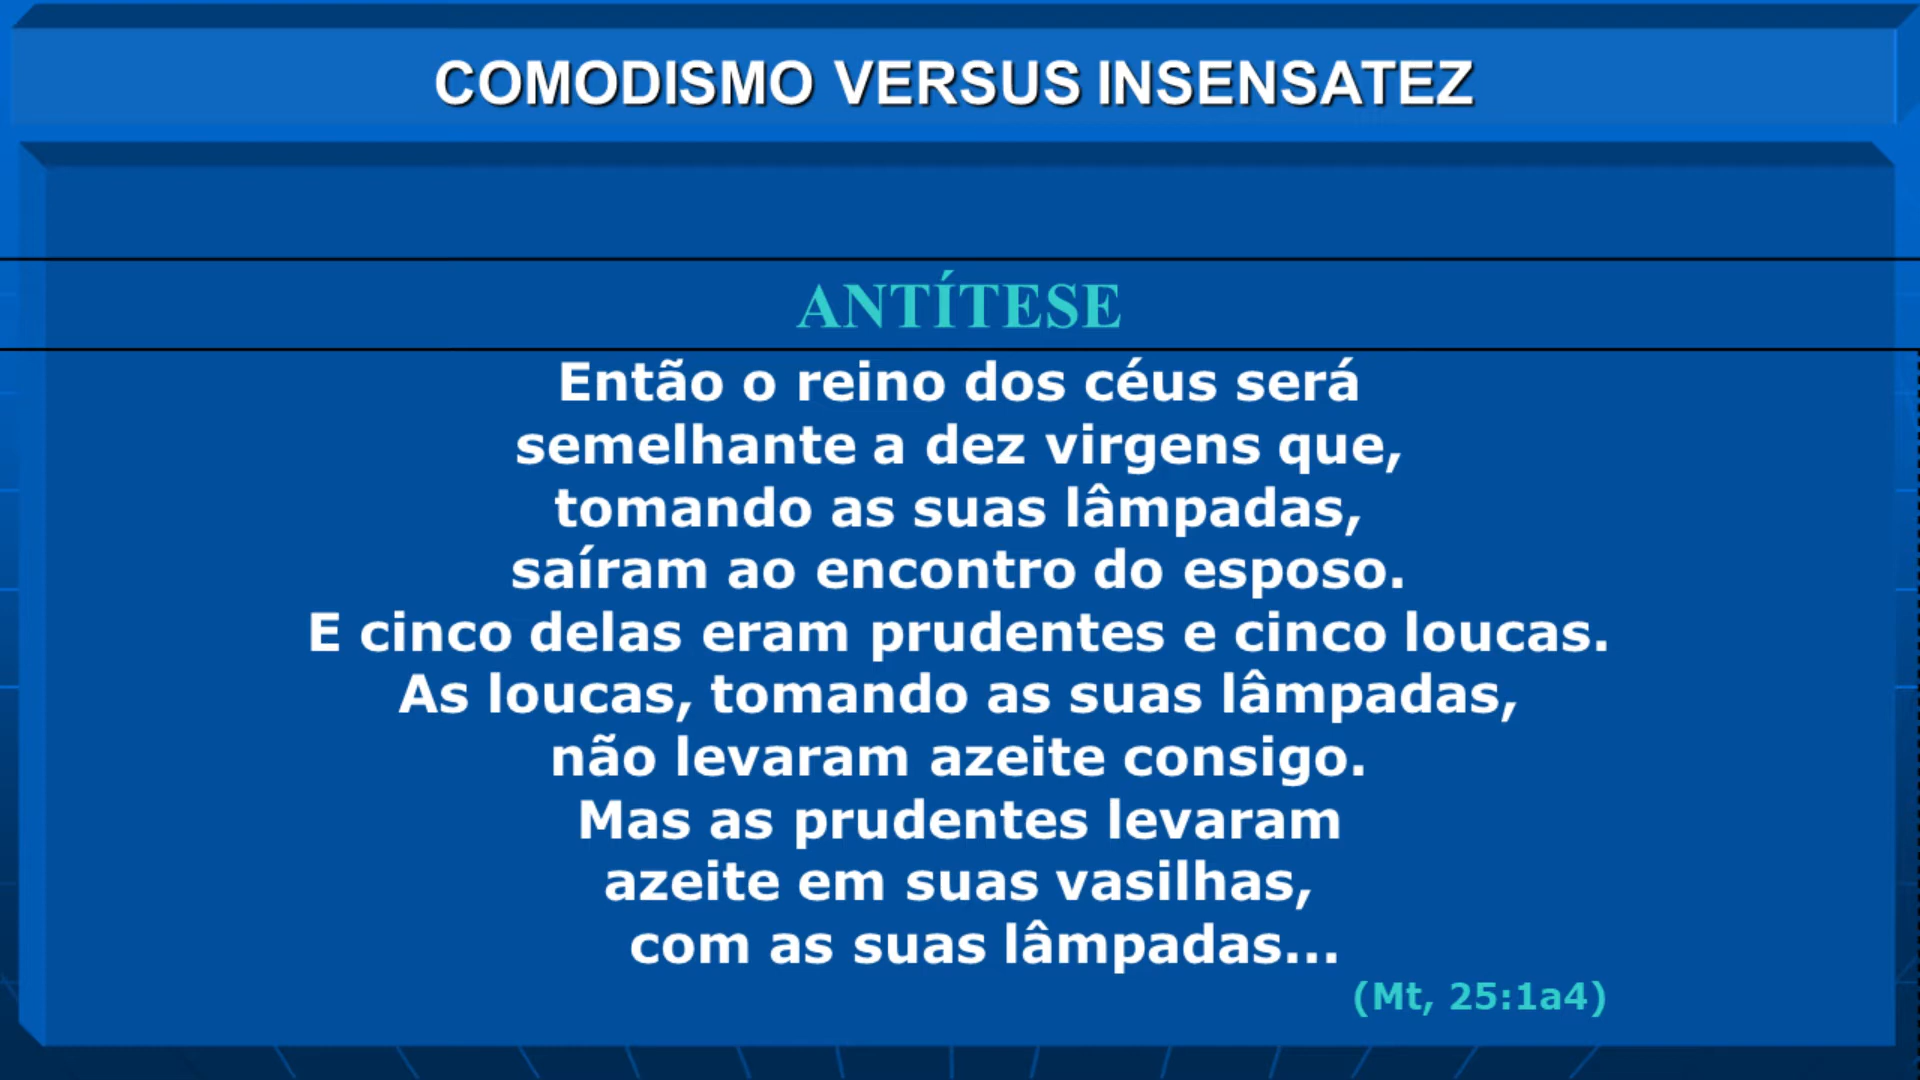 COMODISMO VERSUS INSENSATEZ
ANTÍTESE
Então o reino dos céus será
semelhante a dez virgens que,
tomando as suas lâmpadas,
saíram ao encontro do esposo.
E cinco delas eram prudentes e cinco loucas.
As loucas, tomando as suas lâmpadas,
não levaram azeite consigo.
Mas as prudentes levaram
azeite em suas vasilhas,
com as suas lâmpadas...
(Mt, 25:1a4)